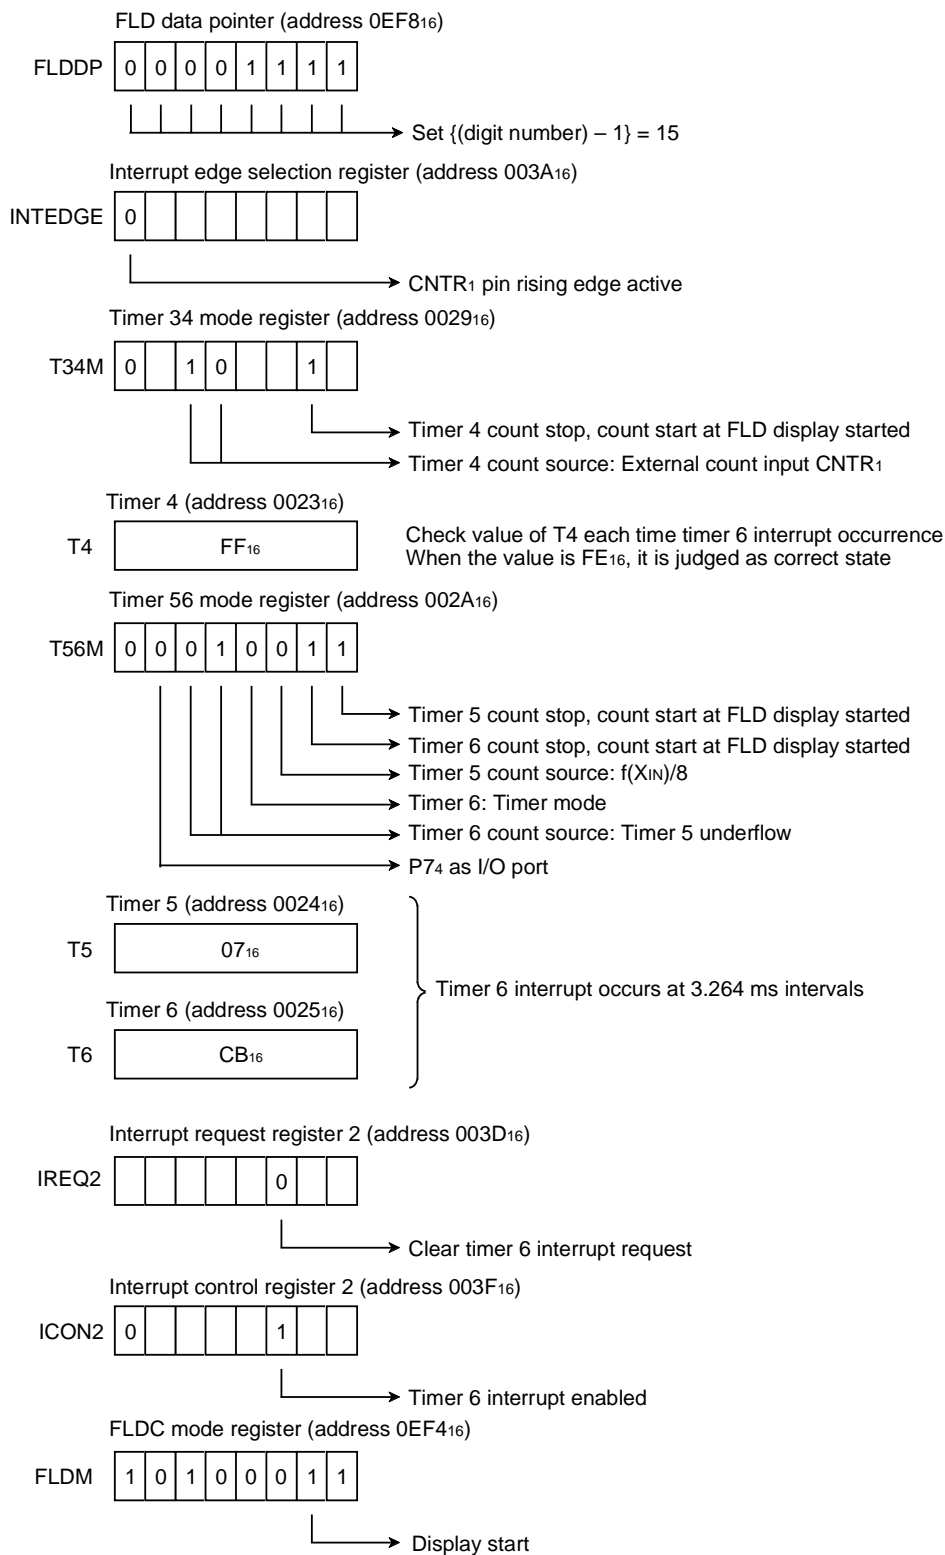 FLD data pointer (address 0EF816)
FLDDP 0 0 0 0 1 1 1 1
Set {(digit number) – 1} = 15
Interrupt edge selection register (address 003A16)
INTEDGE 0
CNTR1 pin rising edge active
Timer 34 mode register (address 002916)
T34M 0 1 0 1
Timer 4 count stop, count start at FLD display started
Timer 4 count source: External count input CNTR1
Timer 4 (address 002316)
T4 FF16
Check value of T4 each time timer 6 interrupt occurrence
When the value is FE16, it is judged as correct state
Timer 56 mode register (address 002A16)
T56M 0 0 0 1 0 0 1 1
Timer 5 count stop, count start at FLD display started
Timer 6 count stop, count start at FLD display started
Timer 5 count source: f(XIN)/8
Timer 6: Timer mode
Timer 6 count source: Timer 5 underflow
P74 as I/O port
Timer 5 (address 002416)
T5 0716
Timer 6 interrupt occurs at 3.264 ms intervals
Timer 6 (address 002516)
T6 CB16
Interrupt request register 2 (address 003D16)
IREQ2 0
Clear timer 6 interrupt request
Interrupt control register 2 (address 003F16)
ICON2 0 1
Timer 6 interrupt enabled
FLDC mode register (address 0EF416)
FLDM 1 0 1 0 0 0 1 1
Display start